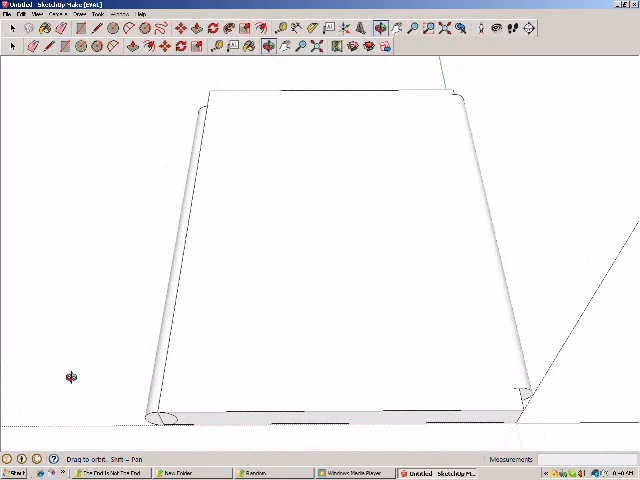 Untitled - SketchUp Make [EVAL]
File Edit View Camera Draw Tools Window Help
Drag to orbit. Shift = Pan
Measurements
Start
The End Is Not The End
New Folder
Random
Windows Media Player
Untitled - SketchUp M...